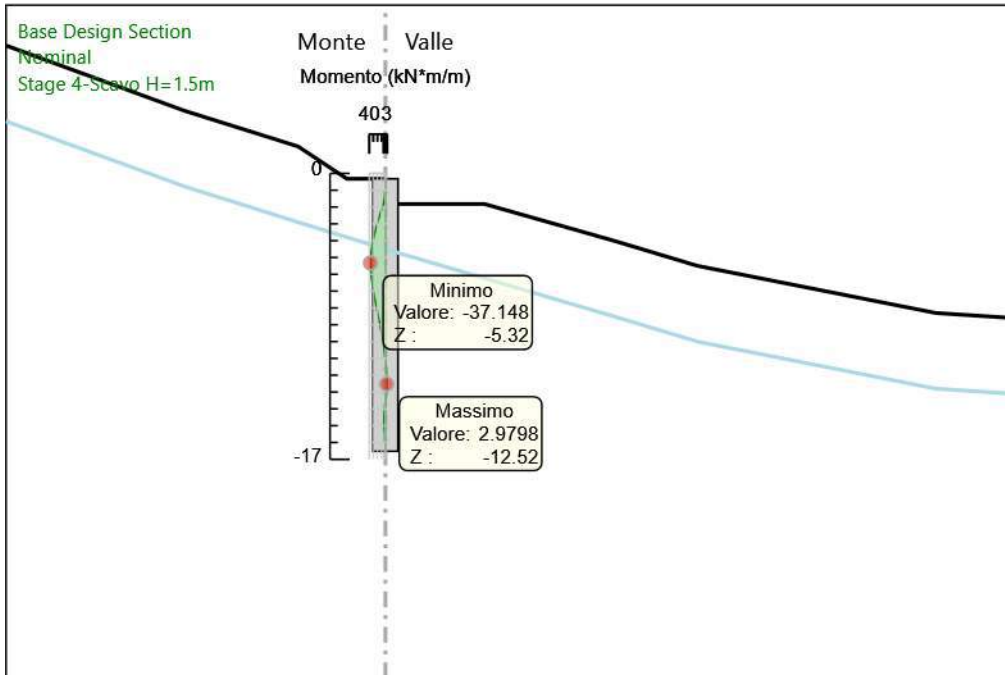 Base Design Section
Nominal
Stage 4-Scavo H=1.5m
Monte Valle
Momento (kN*m/m)
403
0
Minimo
Valore: -37.148
Z : -5.32
Massimo
Valore: 2.9798
Z : -12.52
-17